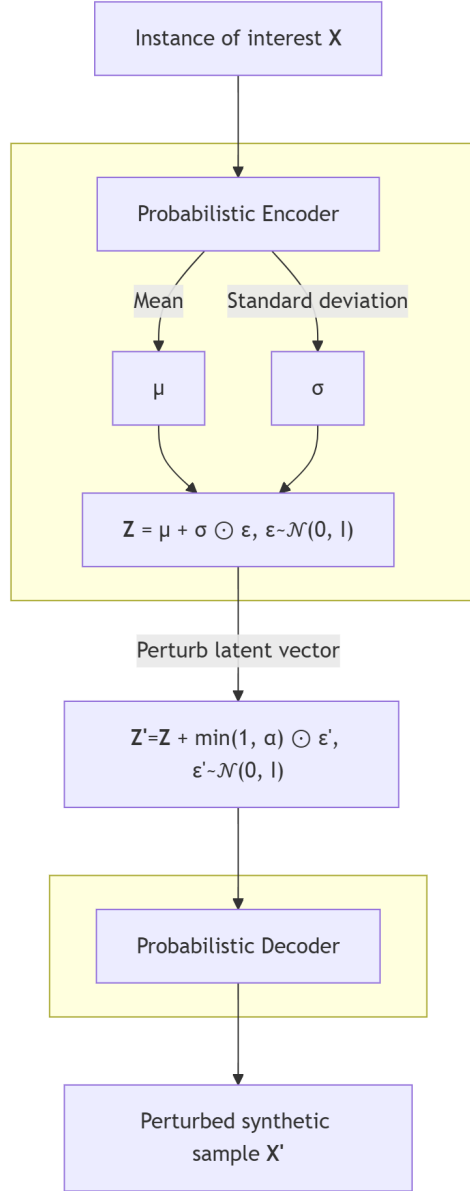 Instance of interest X
Probabilistic Encoder
Mean
Standard deviation
μ
σ
Z = μ + σ ⊙ ε, ε~𝒩(0, I)
Perturb latent vector
Z'=Z + min(1, α) ⊙ ε',
ε'~𝒩(0, I)
Probabilistic Decoder
Perturbed synthetic
sample X'